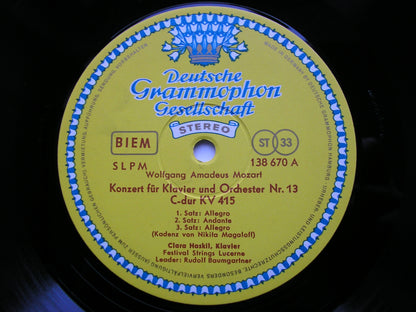 Deutsche
Grammophon
Gesellschaft
STEREO
BIEM
ST 33
SLPM
138 670 A
Wolfgang Amadeus Mozart
Konzert für Klavier und Orchester Nr. 13
C-dur KV 415
1. Satz: Allegro
2. Satz: Andante
3. Satz: Allegro
(Kadenz von Nikita Magaloff)
Clara Haskil, Klavier
Festival Strings Lucerne
Leader: Rudolf Baumgartner